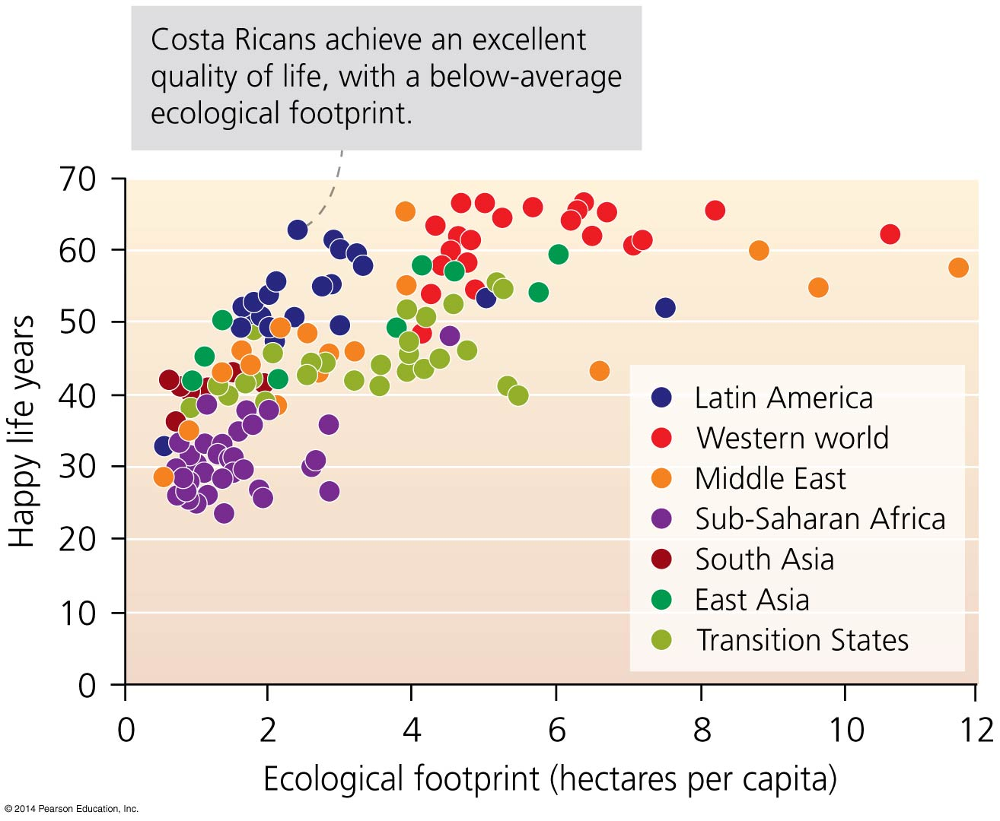 Costa Ricans achieve an excellent
quality of life, with a below-average
ecological footprint.
70
60
50
40
30
20
10
0
Happy life years
Latin America
Western world
Middle East
Sub-Saharan Africa
South Asia
East Asia
Transition States
0 2 4 6 8 10 12
Ecological footprint (hectares per capita)
© 2014 Pearson Education, Inc.